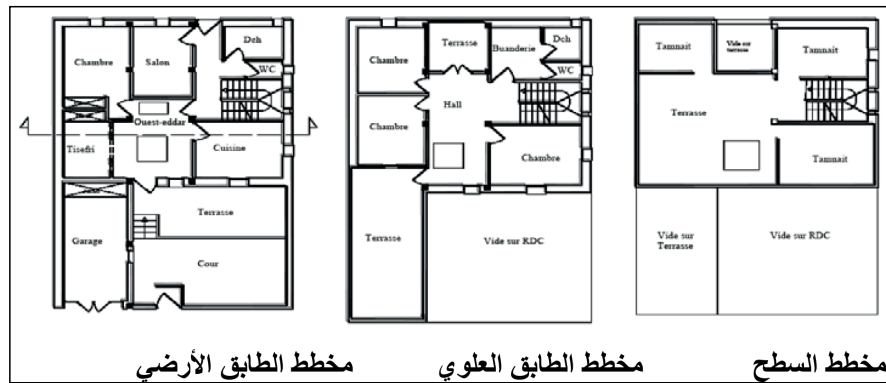 Chambre
Salon
Dch
WC
Ouest-eddar
Tisefri
Cuisine
Terrasse
Garage
Cour
Chambre
Terrasse
Buanderie
Dch
WC
Hall
Chambre
Chambre
Terrasse
Vide sur RDC
Tamnait
Vide sur
terrasse
Tamnait
Terrasse
Tamnait
Vide sur
Terrasse
Vide sur RDC
مخطط الطابق الأرضي
مخطط الطابق العلوي
مخطط السطح